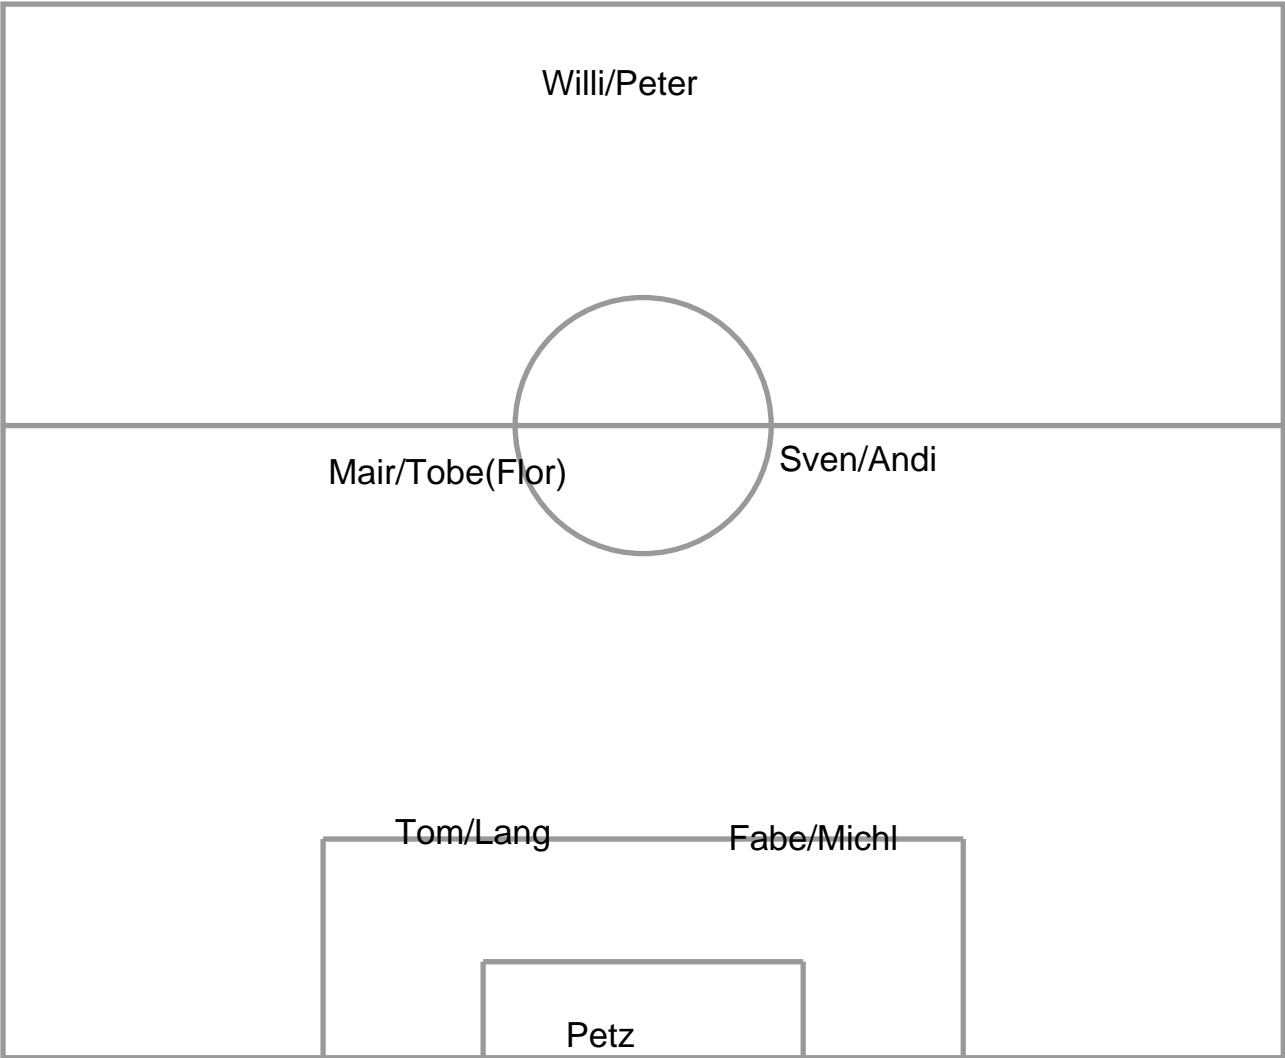 Willi/Peter
Mair/Tobe(Flor)
Sven/Andi
Tom/Lang
Fabe/Michl
Petz